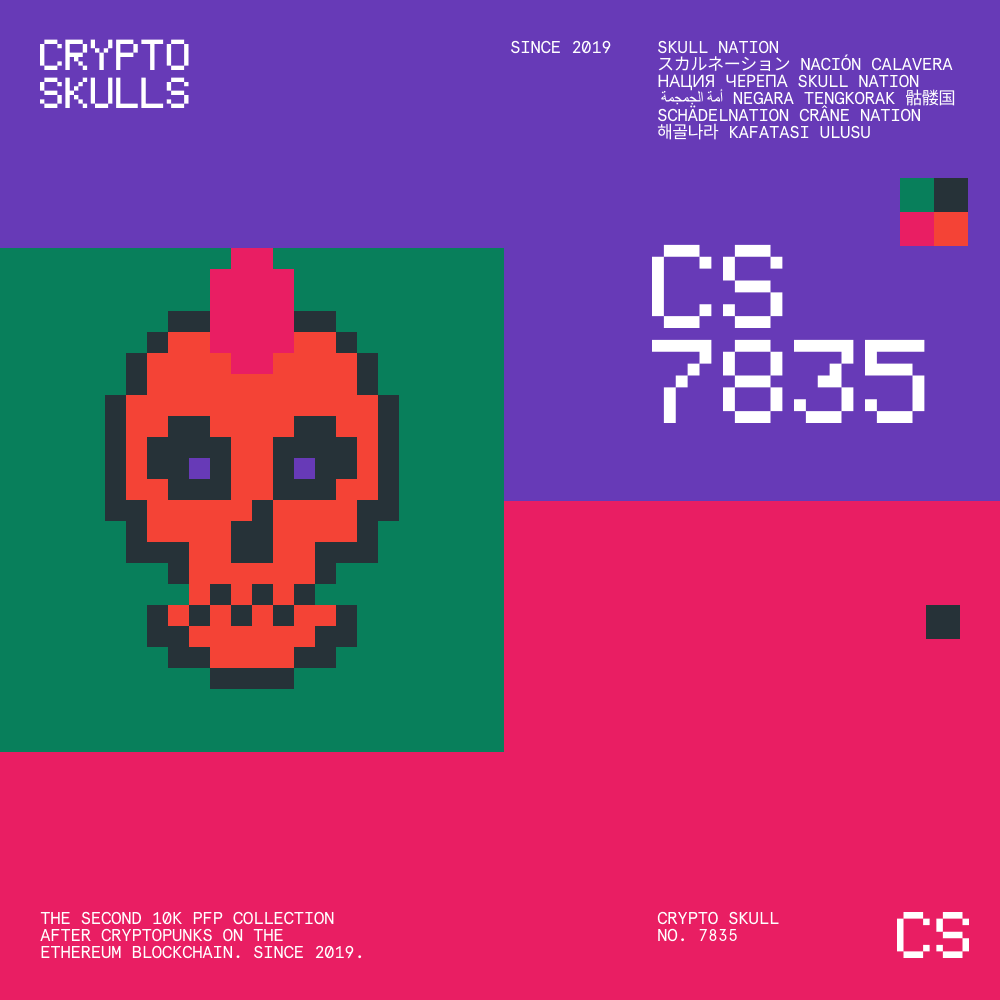 CRYPTO
SKULLS
SINCE 2019
SKULL NATION
スカルネーション NACIÓN CALAVERA
НАЦИЯ ЧЕРЕПА SKULL NATION
أمة الجمجمة NEGARA TENGKORAK 骷髅国
SCHÄDELNATION CRÂNE NATION
해골나라 KAFATASI ULUSU
CS
7835
THE SECOND 10K PFP COLLECTION
AFTER CRYPTOPUNKS ON THE
ETHEREUM BLOCKCHAIN. SINCE 2019.
CRYPTO SKULL
NO. 7835
CS